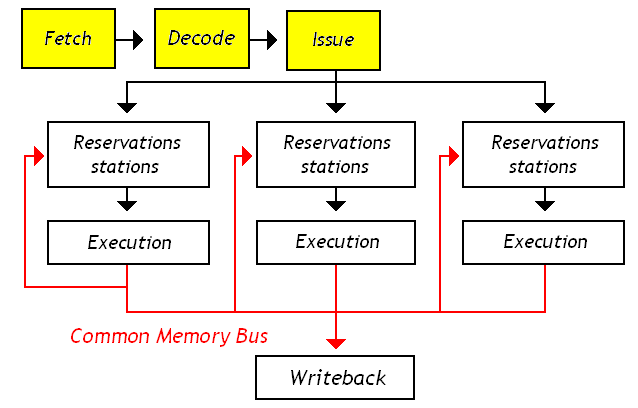 Fetch
Decode
Issue
Reservations
stations
Reservations
stations
Reservations
stations
Execution
Execution
Execution
Common Memory Bus
Writeback